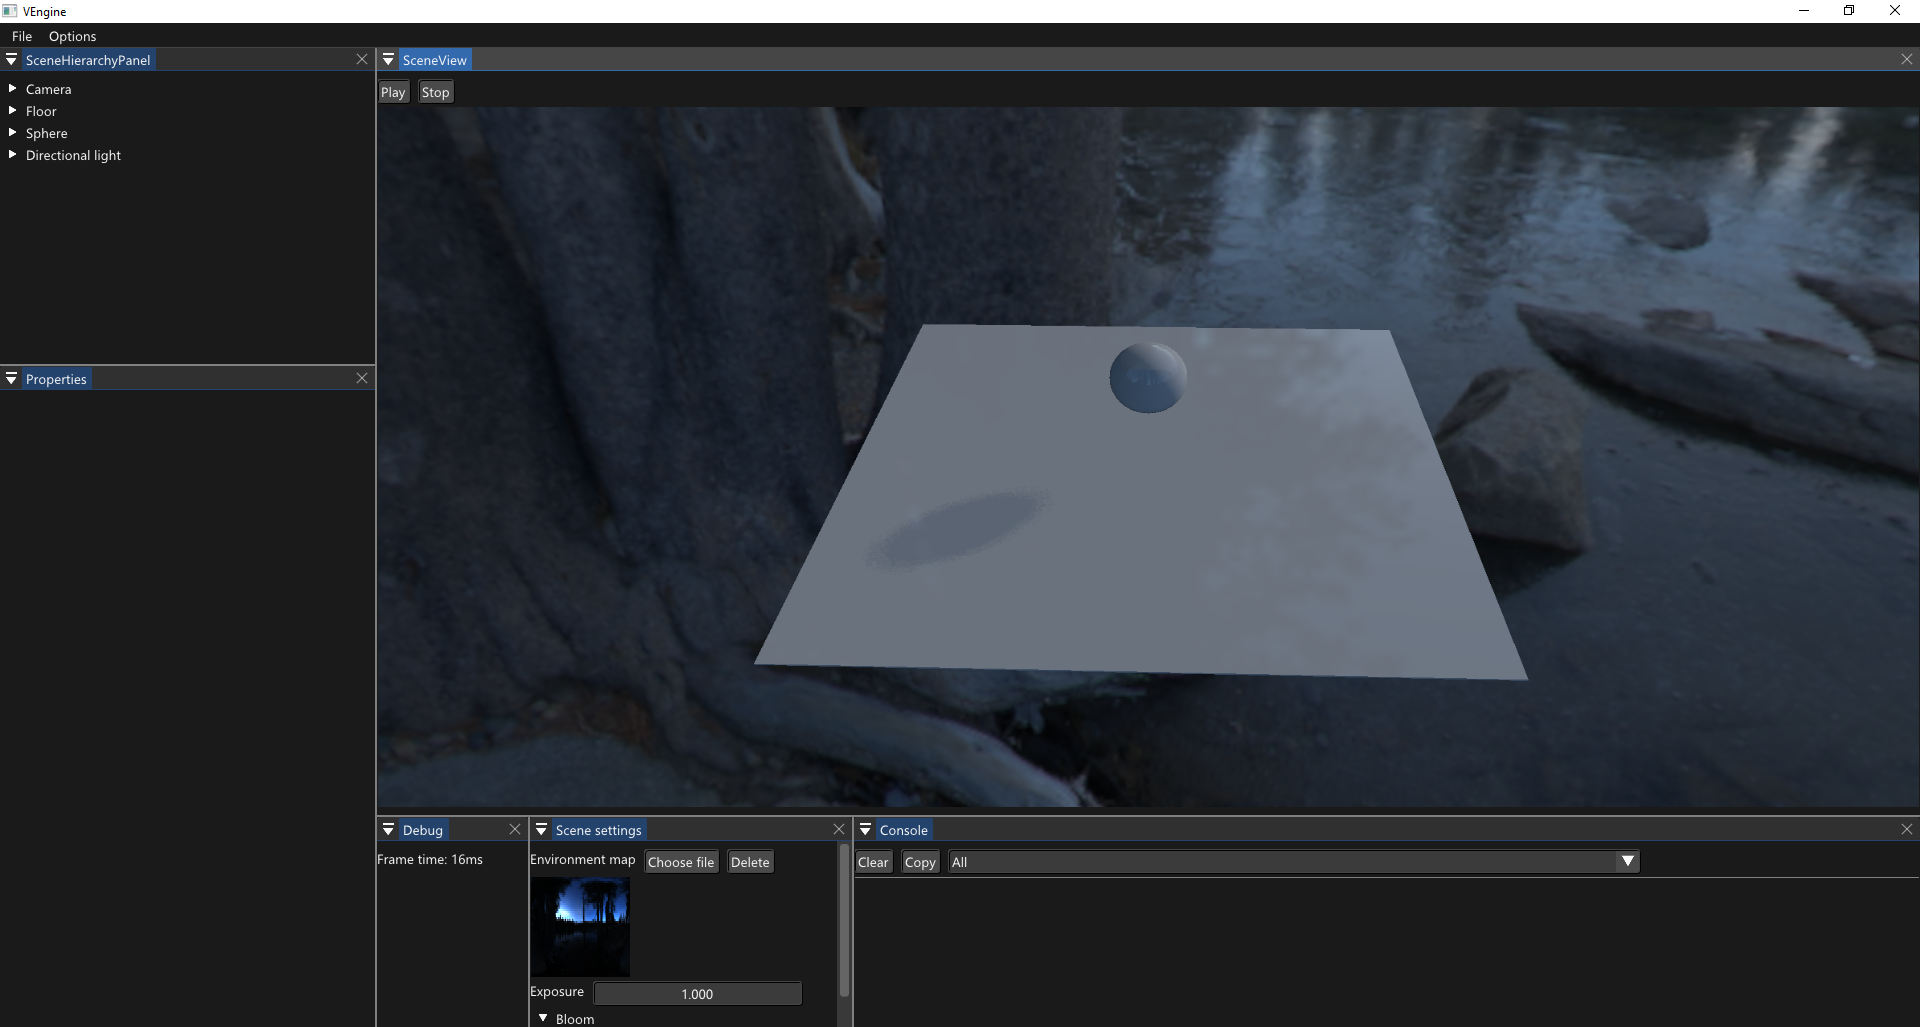 VEngine
File Options
SceneHierarchyPanel
Camera
Floor
Sphere
Directional light
Properties
SceneView
Play Stop
Debug
Frame time: 16ms
Scene settings
Environment map Choose file Delete
Exposure 1.000
Bloom
Console
Clear Copy All